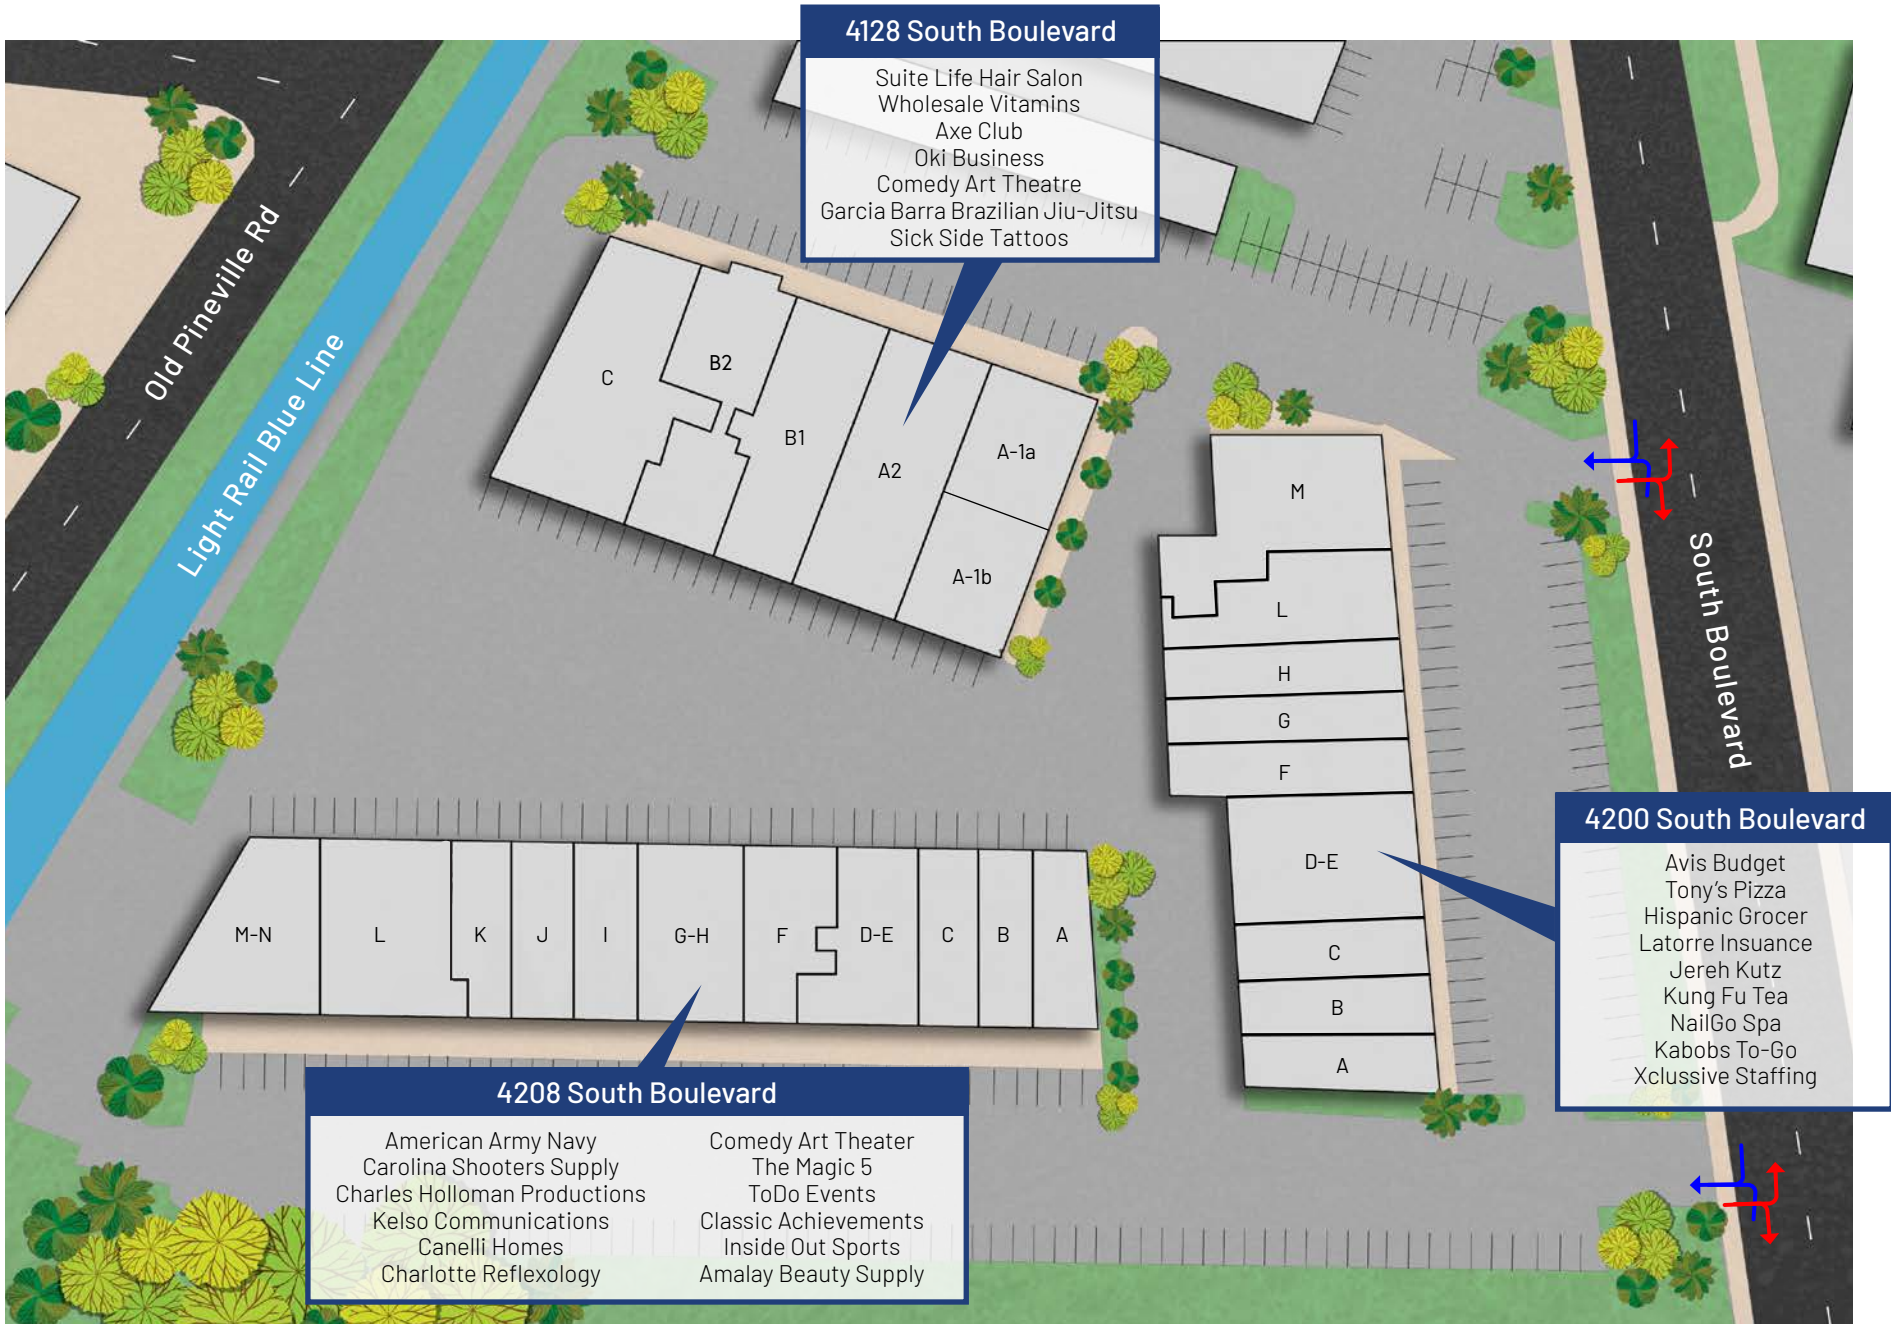 4128 South Boulevard
Suite Life Hair Salon
Wholesale Vitamins
Axe Club
Oki Business
Comedy Art Theatre
Garcia Barra Brazilian Jiu-Jitsu
Sick Side Tattoos
Old Pineville Rd
Light Rail Blue Line
South Boulevard
C
B2
B1
A2
A-1a
A-1b
M
L
H
G
F
D-E
C
B
A
4200 South Boulevard
Avis Budget
Tony's Pizza
Hispanic Grocer
Latorre Insuance
Jereh Kutz
Kung Fu Tea
NailGo Spa
Kabobs To-Go
Xclussive Staffing
M-N
L
K
J
I
G-H
F
D-E
C
B
A
4208 South Boulevard
American Army Navy
Carolina Shooters Supply
Charles Holloman Productions
Kelso Communications
Canelli Homes
Charlotte Reflexology
Comedy Art Theater
The Magic 5
ToDo Events
Classic Achievements
Inside Out Sports
Amalay Beauty Supply